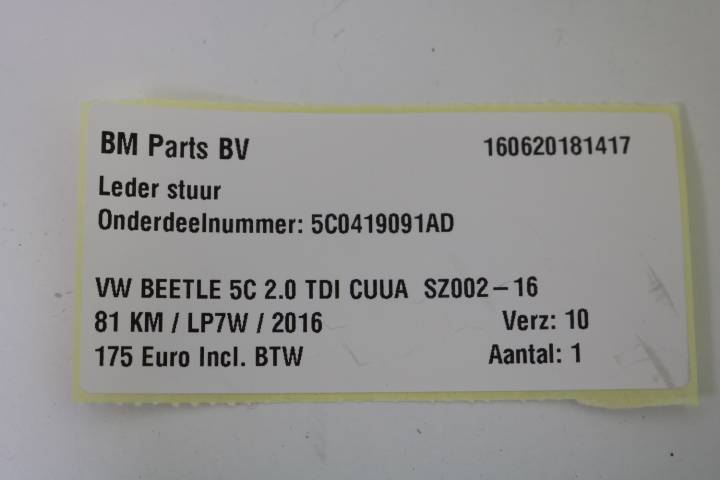 BM Parts BV 160620181417
Leder stuur
Onderdeelnummer: 5C0419091AD
VW BEETLE 5C 2.0 TDI CUUA SZ002-16
81 KM / LP7W / 2016 Verz: 10
175 Euro Incl. BTW Aantal: 1